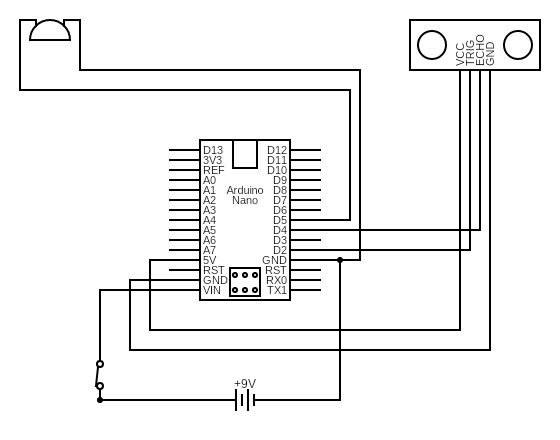 VCC
TRIG
ECHO
GND
D13 D12
3V3 D11
REF D10
A0 D9
A1 Arduino D8
A2 Nano D7
A3 D6
A4 D5
A5 D4
A6 D3
A7 D2
5V GND
RST RST
GND RX0
VIN TX1
+9V